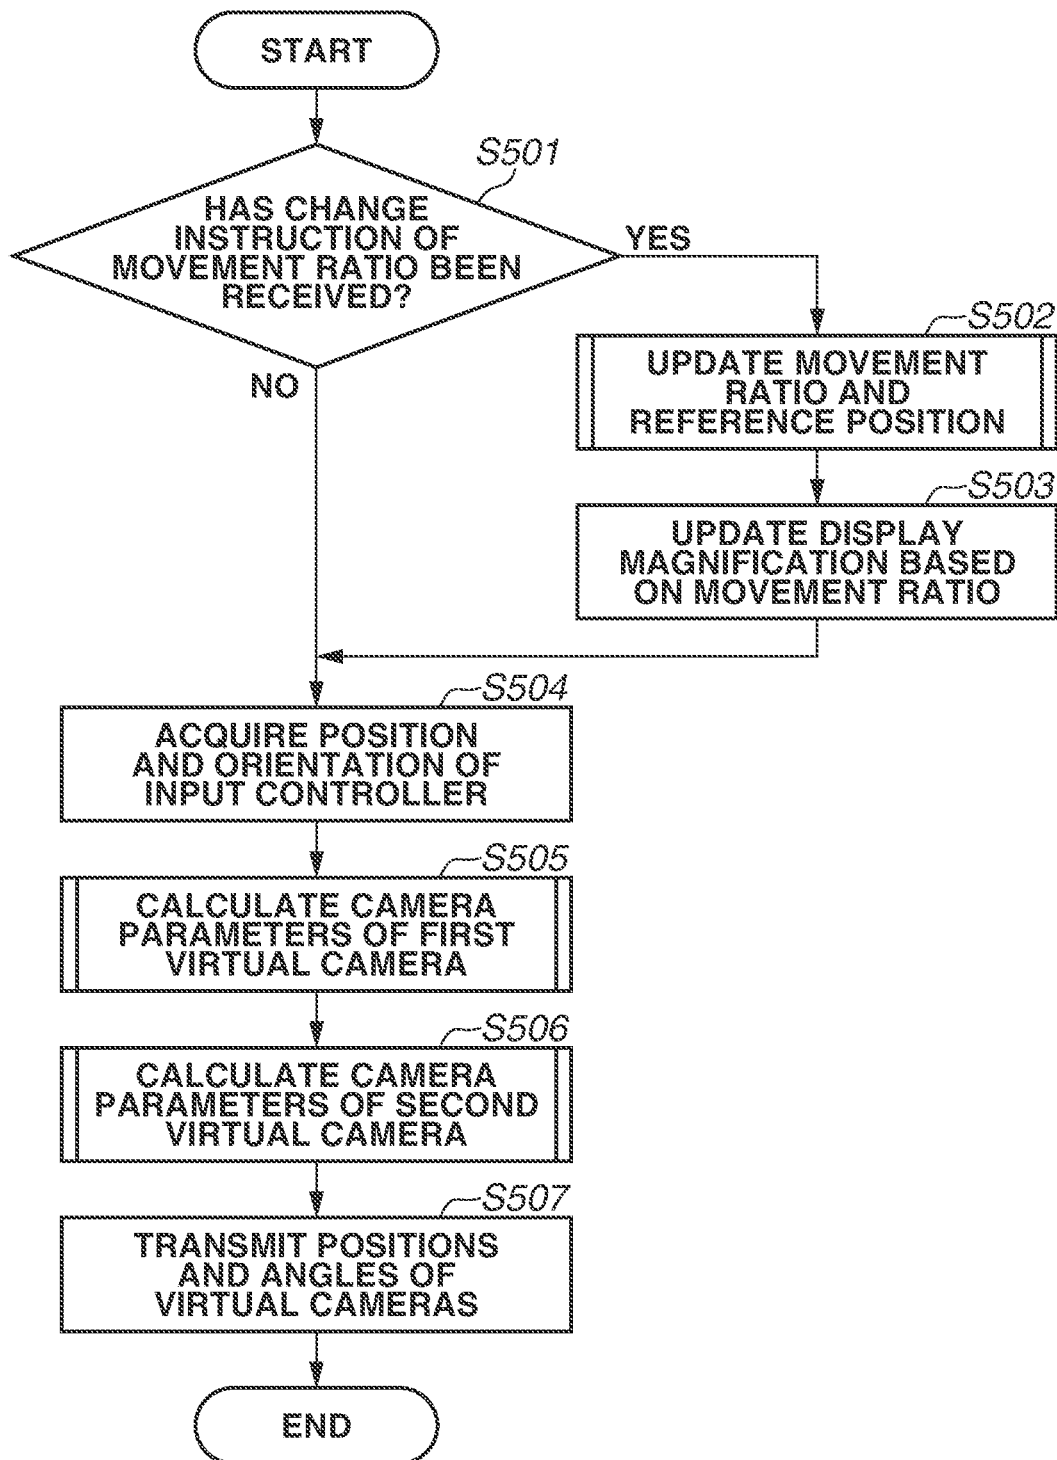 START
S501
HAS CHANGE
INSTRUCTION OF
MOVEMENT RATIO BEEN
RECEIVED?
YES
NO
S502
UPDATE MOVEMENT
RATIO AND
REFERENCE POSITION
S503
UPDATE DISPLAY
MAGNIFICATION BASED
ON MOVEMENT RATIO
S504
ACQUIRE POSITION
AND ORIENTATION OF
INPUT CONTROLLER
S505
CALCULATE CAMERA
PARAMETERS OF FIRST
VIRTUAL CAMERA
S506
CALCULATE CAMERA
PARAMETERS OF SECOND
VIRTUAL CAMERA
S507
TRANSMIT POSITIONS
AND ANGLES OF
VIRTUAL CAMERAS
END